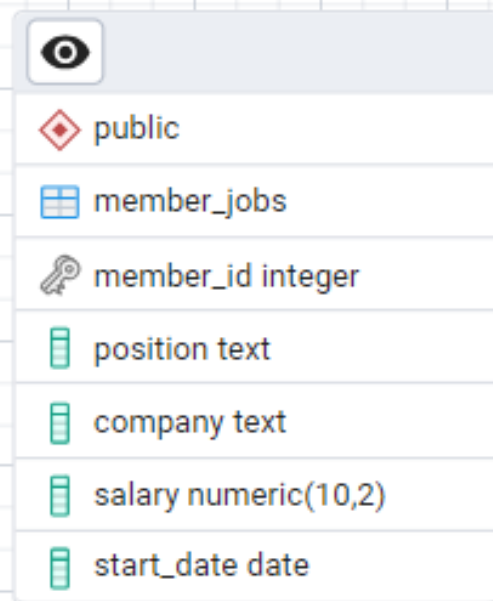 public
member_jobs
member_id integer
position text
company text
salary numeric(10,2)
start_date date